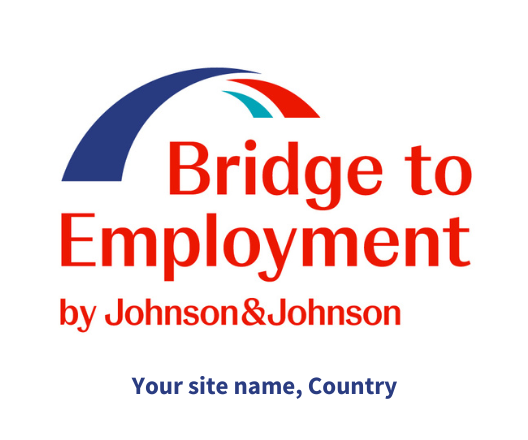 Bridge to
Employment
by Johnson&Johnson
Your site name, Country